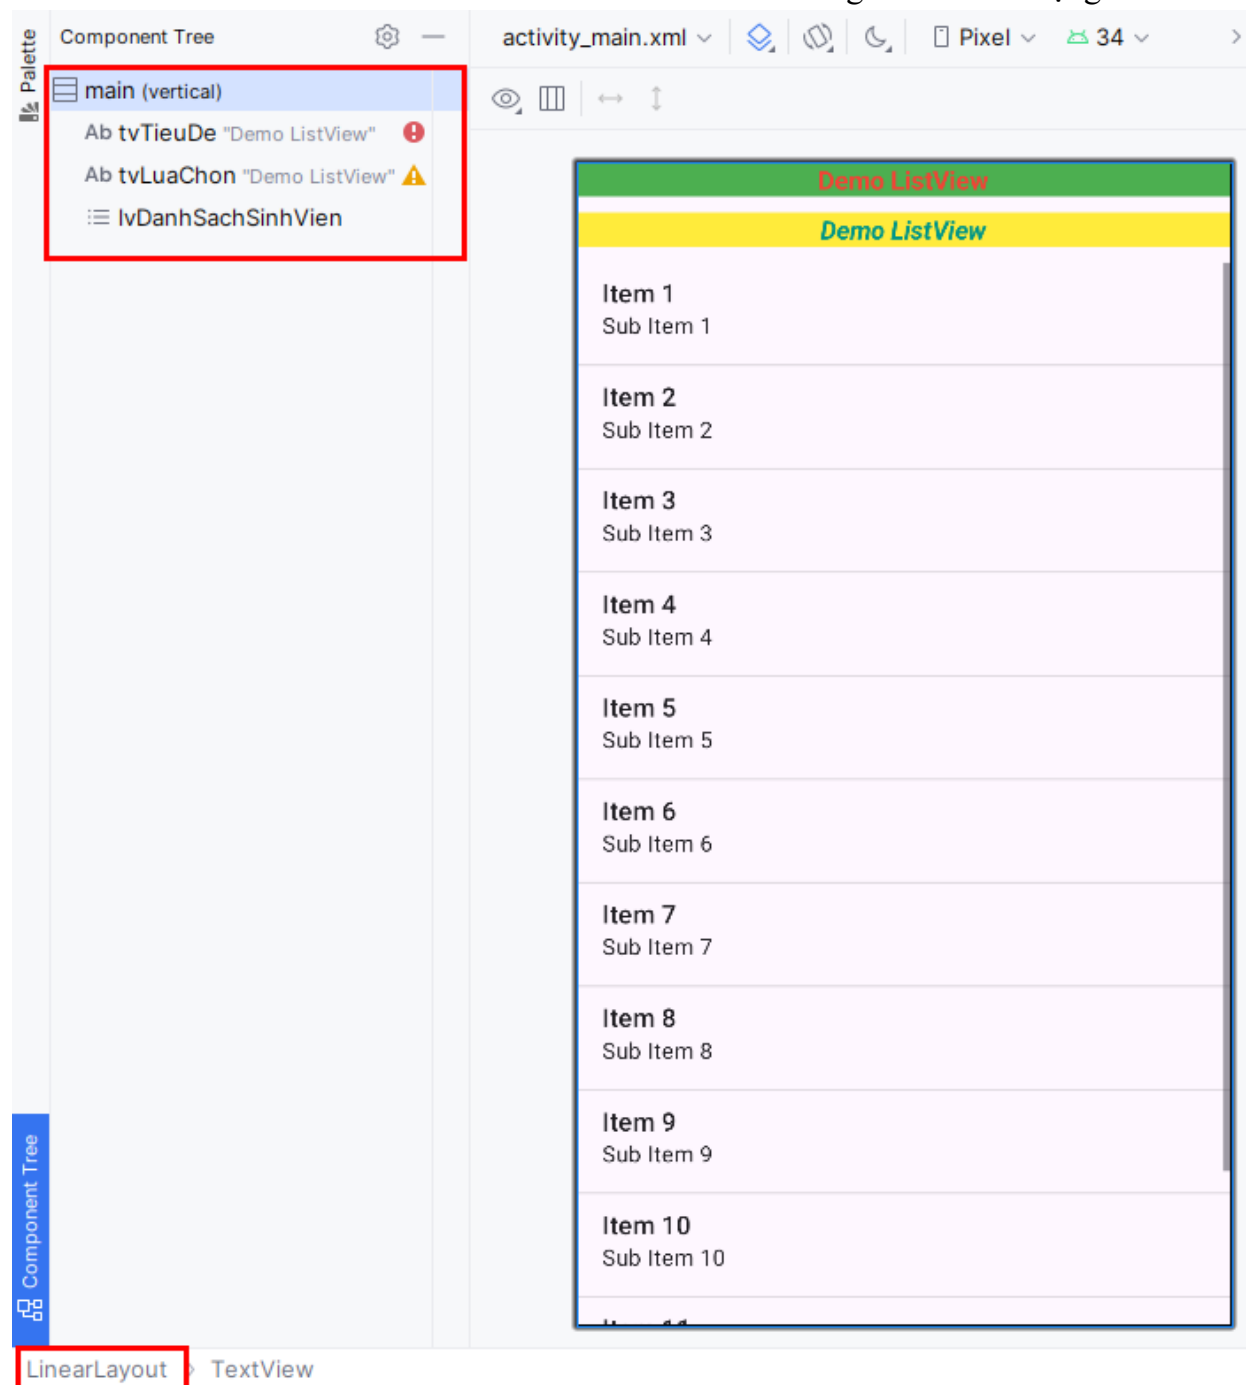 Palette
Component Tree
activity_main.xml
Pixel
34
main (vertical)
Ab tvTieuDe "Demo ListView"
Ab tvLuaChon "Demo ListView"
lvDanhSachSinhVien
Demo ListView
Demo ListView
Item 1
Sub Item 1
Item 2
Sub Item 2
Item 3
Sub Item 3
Item 4
Sub Item 4
Item 5
Sub Item 5
Item 6
Sub Item 6
Item 7
Sub Item 7
Item 8
Sub Item 8
Item 9
Sub Item 9
Item 10
Sub Item 10
Component Tree
LinearLayout
TextView